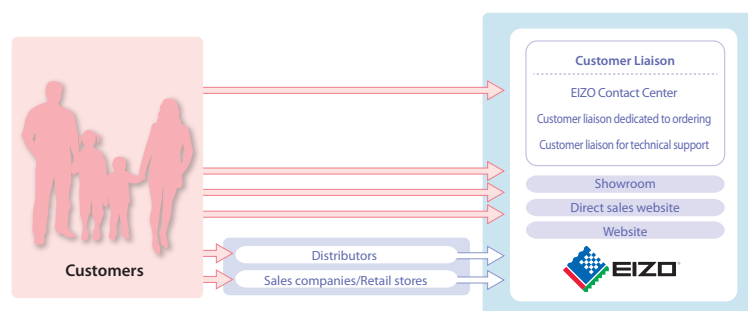 Customers
Distributors
Sales companies/Retail stores
Customer Liaison
EIZO Contact Center
Customer liaison dedicated to ordering
Customer liaison for technical support
Showroom
Direct sales website
Website
EIZO